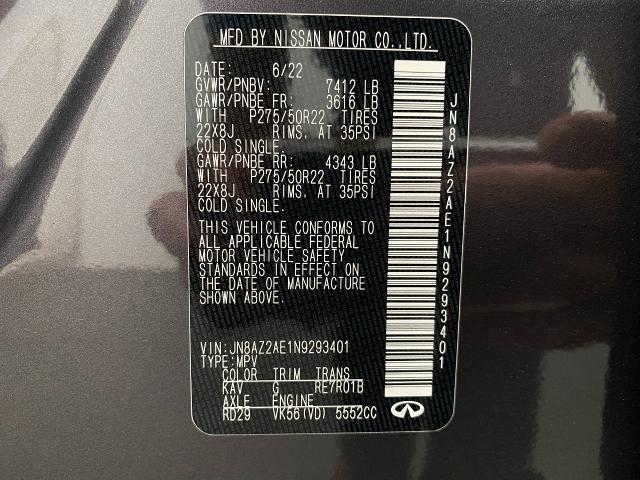 MFD BY NISSAN MOTOR CO.,LTD.
DATE: 6/22
GVWR/PNBV: 7412 LB
GAWR/PNBE FR: 3616 LB
WITH P275/50R22 TIRES
22X8J RIMS, AT 35PSI
COLD SINGLE.
GAWR/PNBE RR: 4343 LB
WITH P275/50R22 TIRES
22X8J RIMS, AT 35PSI
COLD SINGLE.
THIS VEHICLE CONFORMS TO
ALL APPLICABLE FEDERAL
MOTOR VEHICLE SAFETY
STANDARDS IN EFFECT ON
THE DATE OF MANUFACTURE
SHOWN ABOVE.
VIN:JN8AZ2AE1N9293401
TYPE:MPV
COLOR TRIM TRANS
KAV G RE7R01B
AXLE ENGINE
RD29 VK56(VD) 5552CC
JN8AZ2AE1N9293401